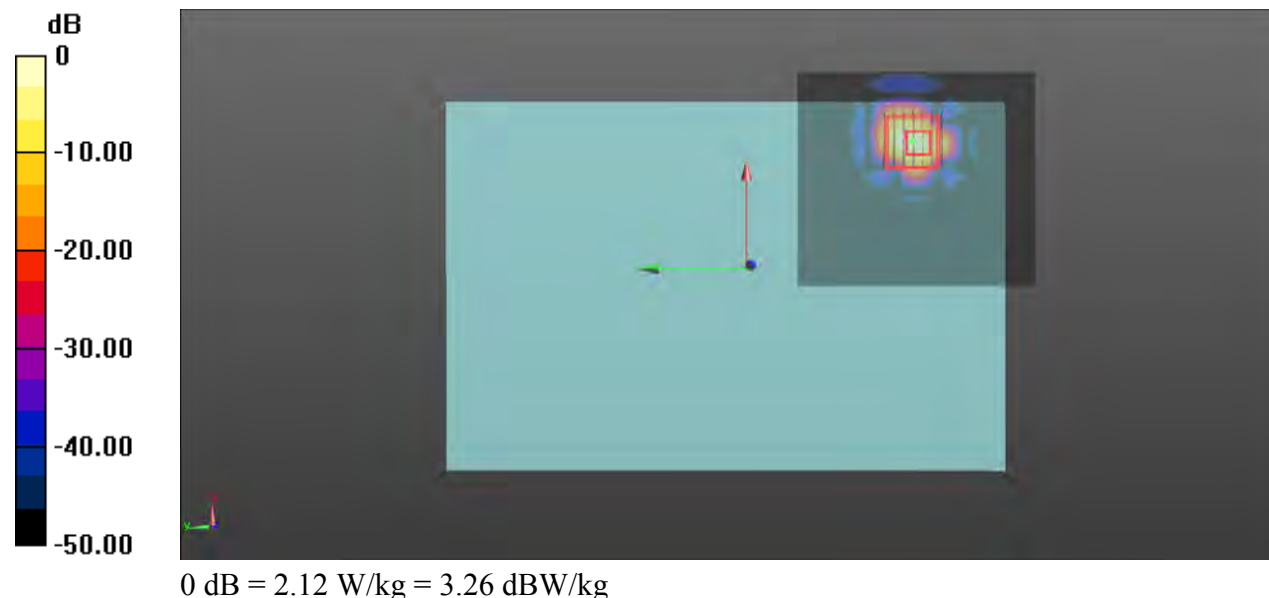 dB
0
-10.00
-20.00
-30.00
-40.00
-50.00
x
y
0 dB = 2.12 W/kg = 3.26 dBW/kg